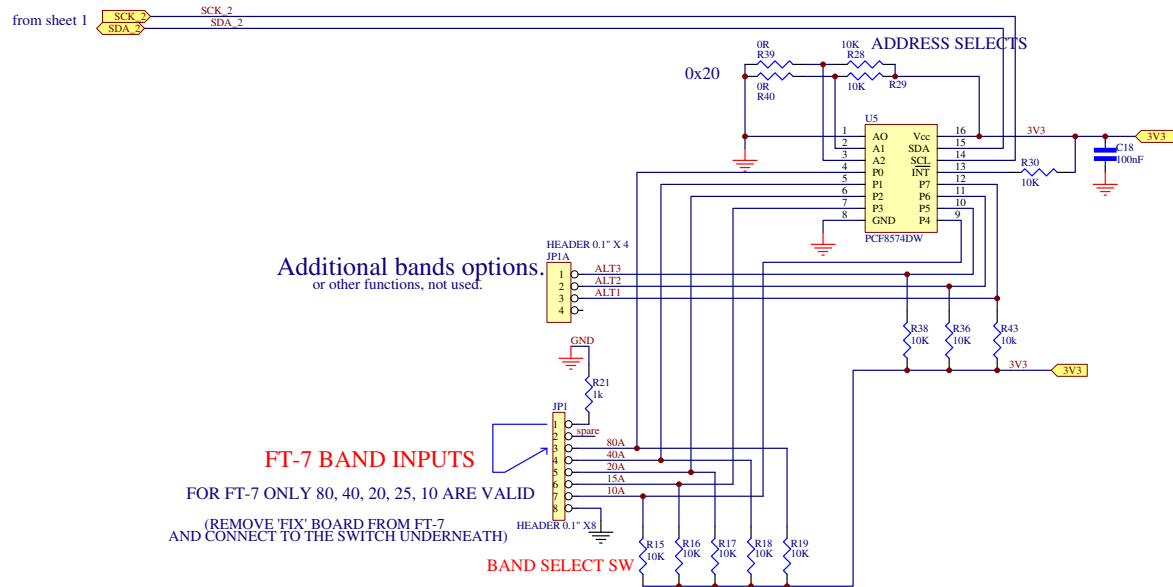 from sheet 1
SCK_2
SCK_2
SDA_2
SDA_2
0R
R39
10K
R28
ADDRESS SELECTS
0x20
0R
R40
10K
R29
U5
1 AO Vcc 16 3V3
3V3
2 A1 SDA 15
3 A2 SCL 14
4 P0 INT 13
5 P1 P7 12
6 P2 P6 11
7 P3 P5 10
8 GND P4 9
PCF8574DW
R30
10K
C18
100nF
HEADER 0.1" X 4
JP1A
Additional bands options.
or other functions, not used.
1 ALT3
2 ALT2
3 ALT1
4
R38
10K
R36
10K
R43
10k
3V3
3V3
GND
R21
1k
JP1
1
2 spare
3 80A
4 40A
5 20A
6 15A
7 10A
8
HEADER 0.1" X8
FT-7 BAND INPUTS
FOR FT-7 ONLY 80, 40, 20, 25, 10 ARE VALID
(REMOVE 'FIX' BOARD FROM FT-7
AND CONNECT TO THE SWITCH UNDERNEATH)
BAND SELECT SW
R15
10K
R16
10K
R17
10K
R18
10K
R19
10K